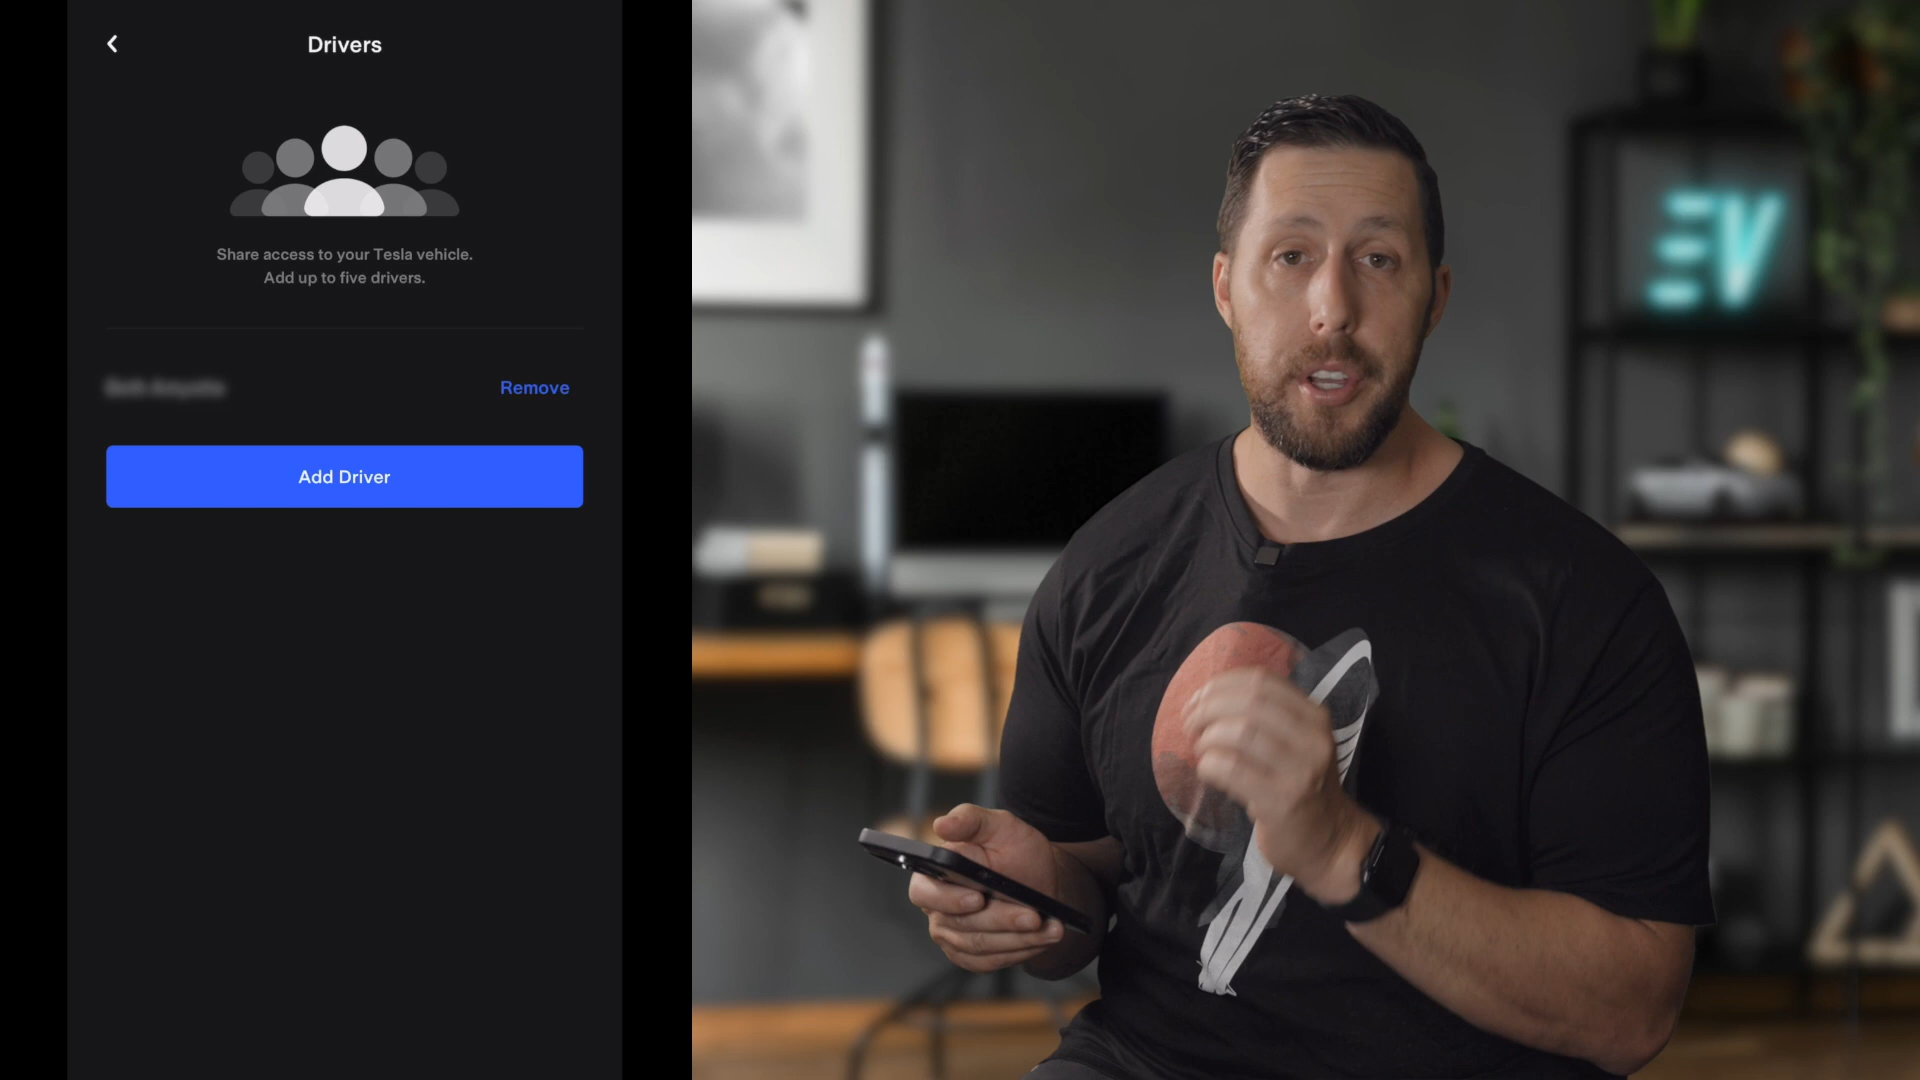 Drivers
Share access to your Tesla vehicle.
Add up to five drivers.
Remove
Add Driver
EV